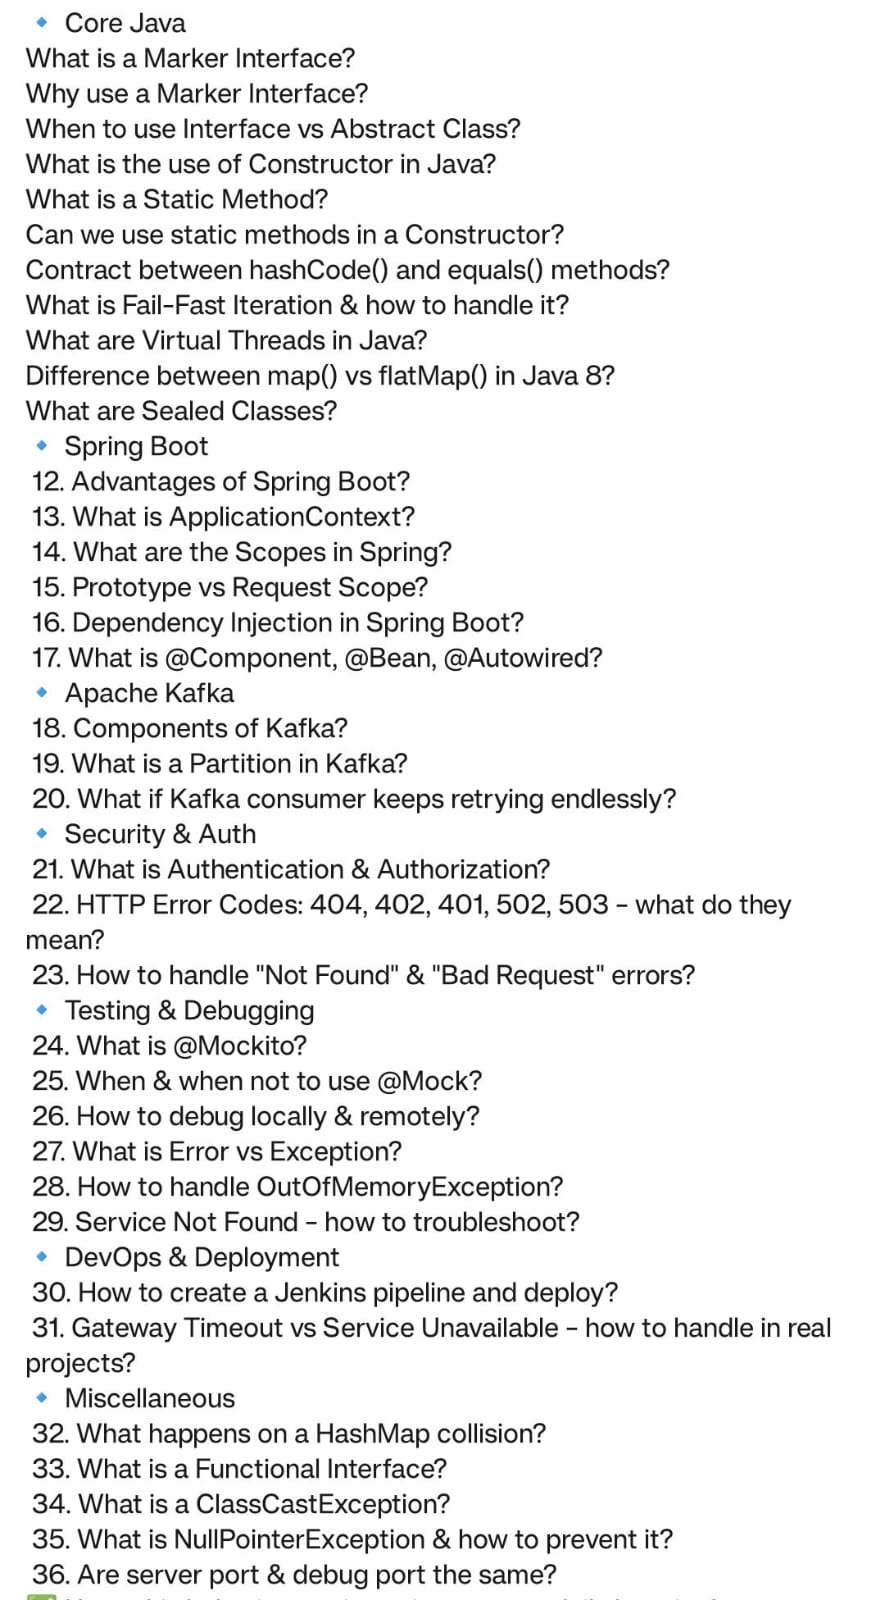 🔹 Core Java
What is a Marker Interface?
Why use a Marker Interface?
When to use Interface vs Abstract Class?
What is the use of Constructor in Java?
What is a Static Method?
Can we use static methods in a Constructor?
Contract between hashCode() and equals() methods?
What is Fail-Fast Iteration & how to handle it?
What are Virtual Threads in Java?
Difference between map() vs flatMap() in Java 8?
What are Sealed Classes?
🔹 Spring Boot
12. Advantages of Spring Boot?
13. What is ApplicationContext?
14. What are the Scopes in Spring?
15. Prototype vs Request Scope?
16. Dependency Injection in Spring Boot?
17. What is @Component, @Bean, @Autowired?
🔹 Apache Kafka
18. Components of Kafka?
19. What is a Partition in Kafka?
20. What if Kafka consumer keeps retrying endlessly?
🔹 Security & Auth
21. What is Authentication & Authorization?
22. HTTP Error Codes: 404, 402, 401, 502, 503 – what do they
mean?
23. How to handle "Not Found" & "Bad Request" errors?
🔹 Testing & Debugging
24. What is @Mockito?
25. When & when not to use @Mock?
26. How to debug locally & remotely?
27. What is Error vs Exception?
28. How to handle OutOfMemoryException?
29. Service Not Found – how to troubleshoot?
🔹 DevOps & Deployment
30. How to create a Jenkins pipeline and deploy?
31. Gateway Timeout vs Service Unavailable – how to handle in real
projects?
🔹 Miscellaneous
32. What happens on a HashMap collision?
33. What is a Functional Interface?
34. What is a ClassCastException?
35. What is NullPointerException & how to prevent it?
36. Are server port & debug port the same?